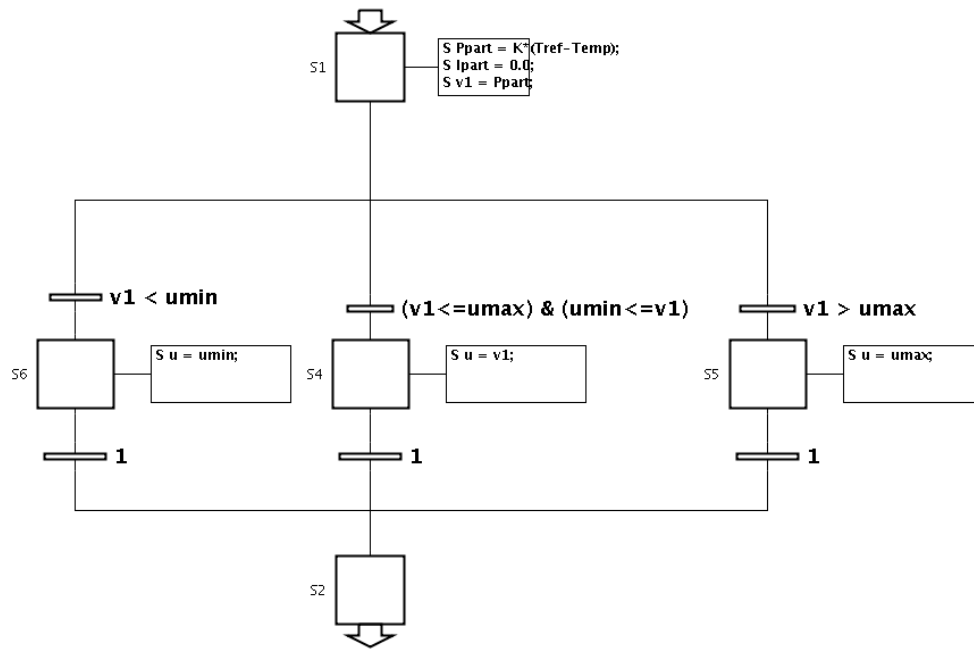 S1
S Ppart = K*(Tref-Temp);
S Ipart = 0.0;
S v1 = Ppart;
v1 < umin
(v1<=umax) & (umin<=v1)
v1 > umax
S6
S u = umin;
S4
S u = v1;
S5
S u = umax;
1
1
1
S2